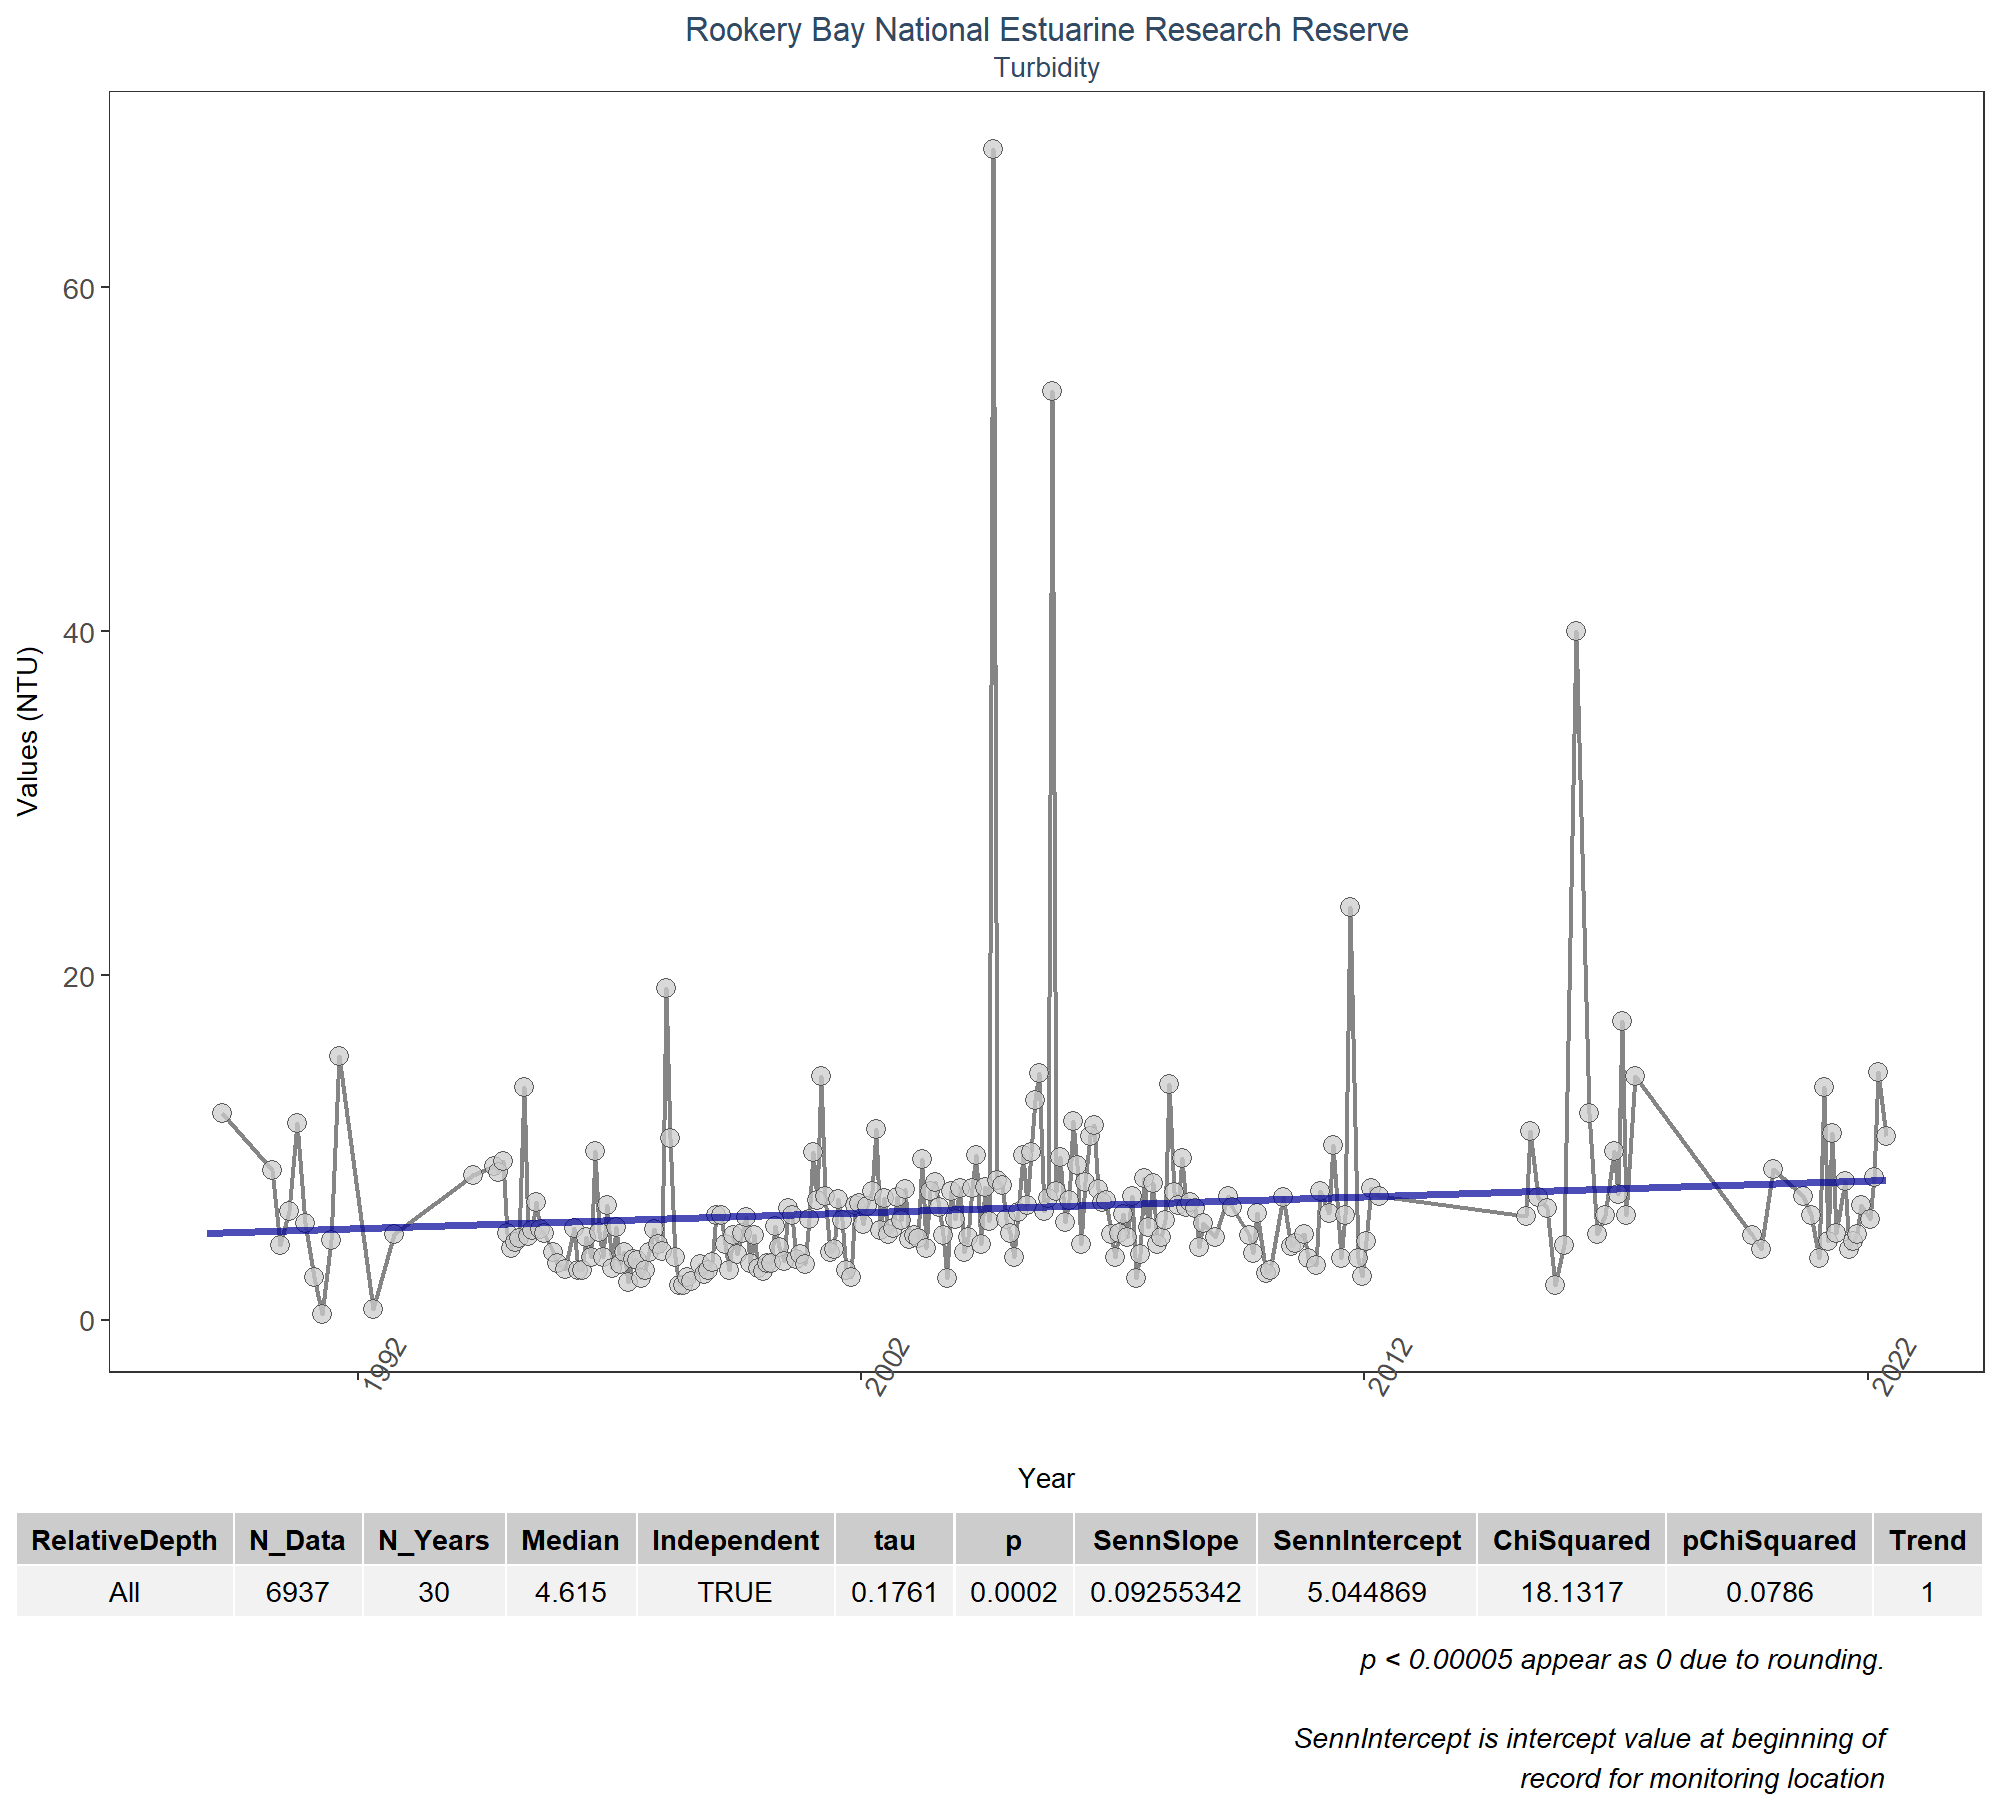 Rookery Bay National Estuarine Research Reserve
Turbidity
Values (NTU)
60
40
20
0
1992
2002
2012
2022
Year
RelativeDepth N_Data N_Years Median Independent tau p SennSlope SennIntercept ChiSquared pChiSquared Trend
All 6937 30 4.615 TRUE 0.1761 0.0002 0.09255342 5.044869 18.1317 0.0786 1
p < 0.00005 appear as 0 due to rounding.
SennIntercept is intercept value at beginning of
record for monitoring location